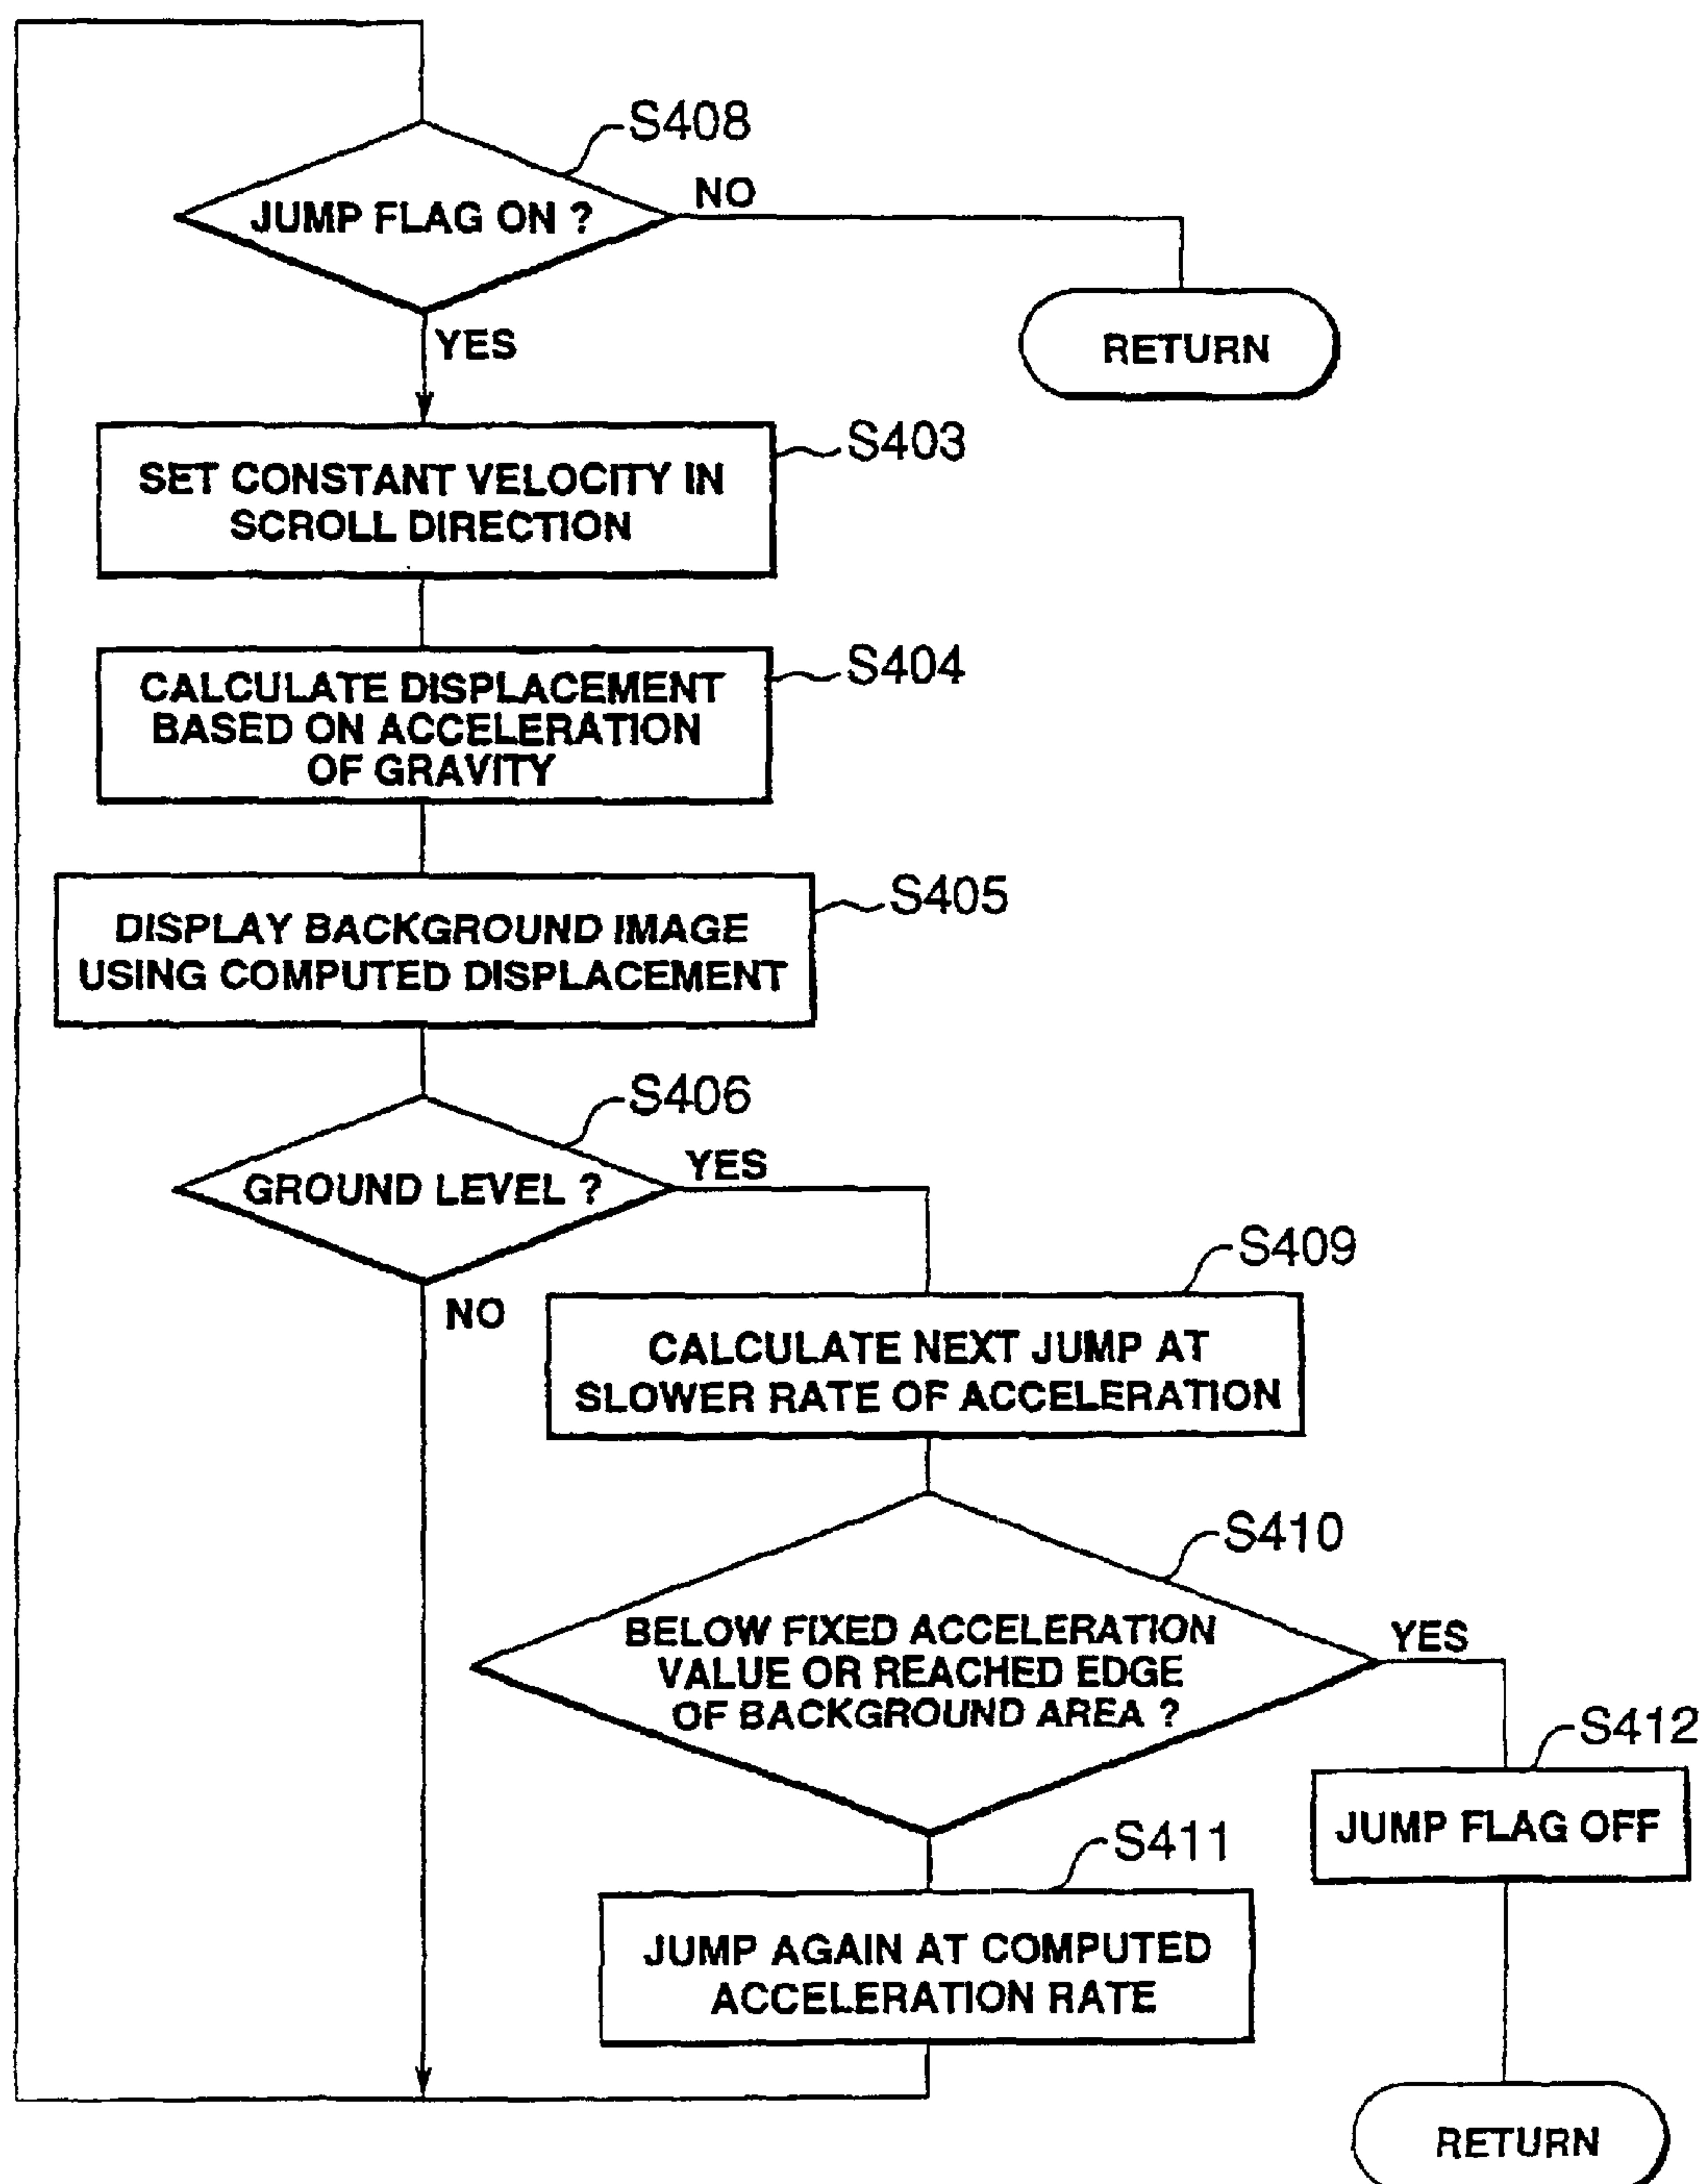 S408
JUMP FLAG ON ?
NO
RETURN
YES
S403
SET CONSTANT VELOCITY IN
SCROLL DIRECTION
S404
CALCULATE DISPLACEMENT
BASED ON ACCELERATION
OF GRAVITY
S405
DISPLAY BACKGROUND IMAGE
USING COMPUTED DISPLACEMENT
S406
GROUND LEVEL ?
YES
NO
S409
CALCULATE NEXT JUMP AT
SLOWER RATE OF ACCELERATION
S410
BELOW FIXED ACCELERATION
VALUE OR REACHED EDGE
OF BACKGROUND AREA ?
YES
S412
JUMP FLAG OFF
S411
JUMP AGAIN AT COMPUTED
ACCELERATION RATE
RETURN